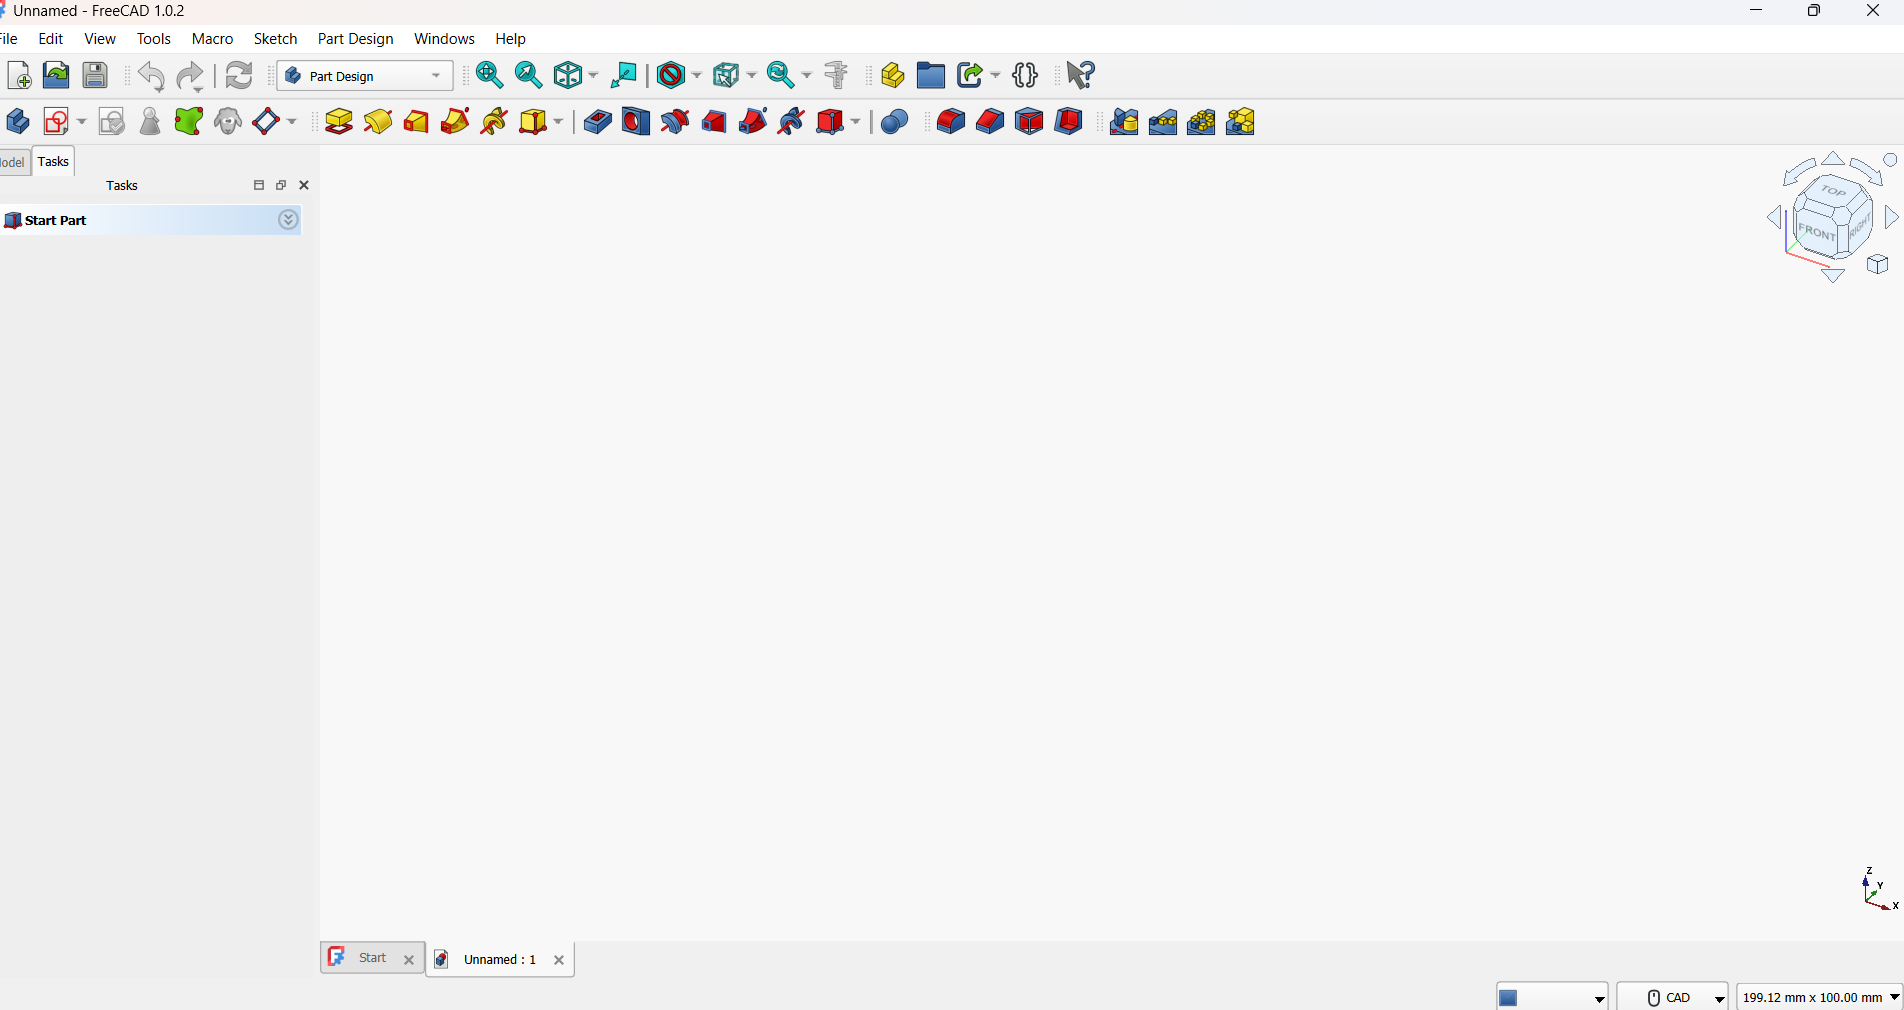 Unnamed - FreeCAD 1.0.2
ile Edit View Tools Macro Sketch Part Design Windows Help
Part Design
odel Tasks
Tasks
Start Part
TOP
FRONT RIGHT
Z
Y
X
Start Unnamed : 1
CAD 199.12 mm x 100.00 mm